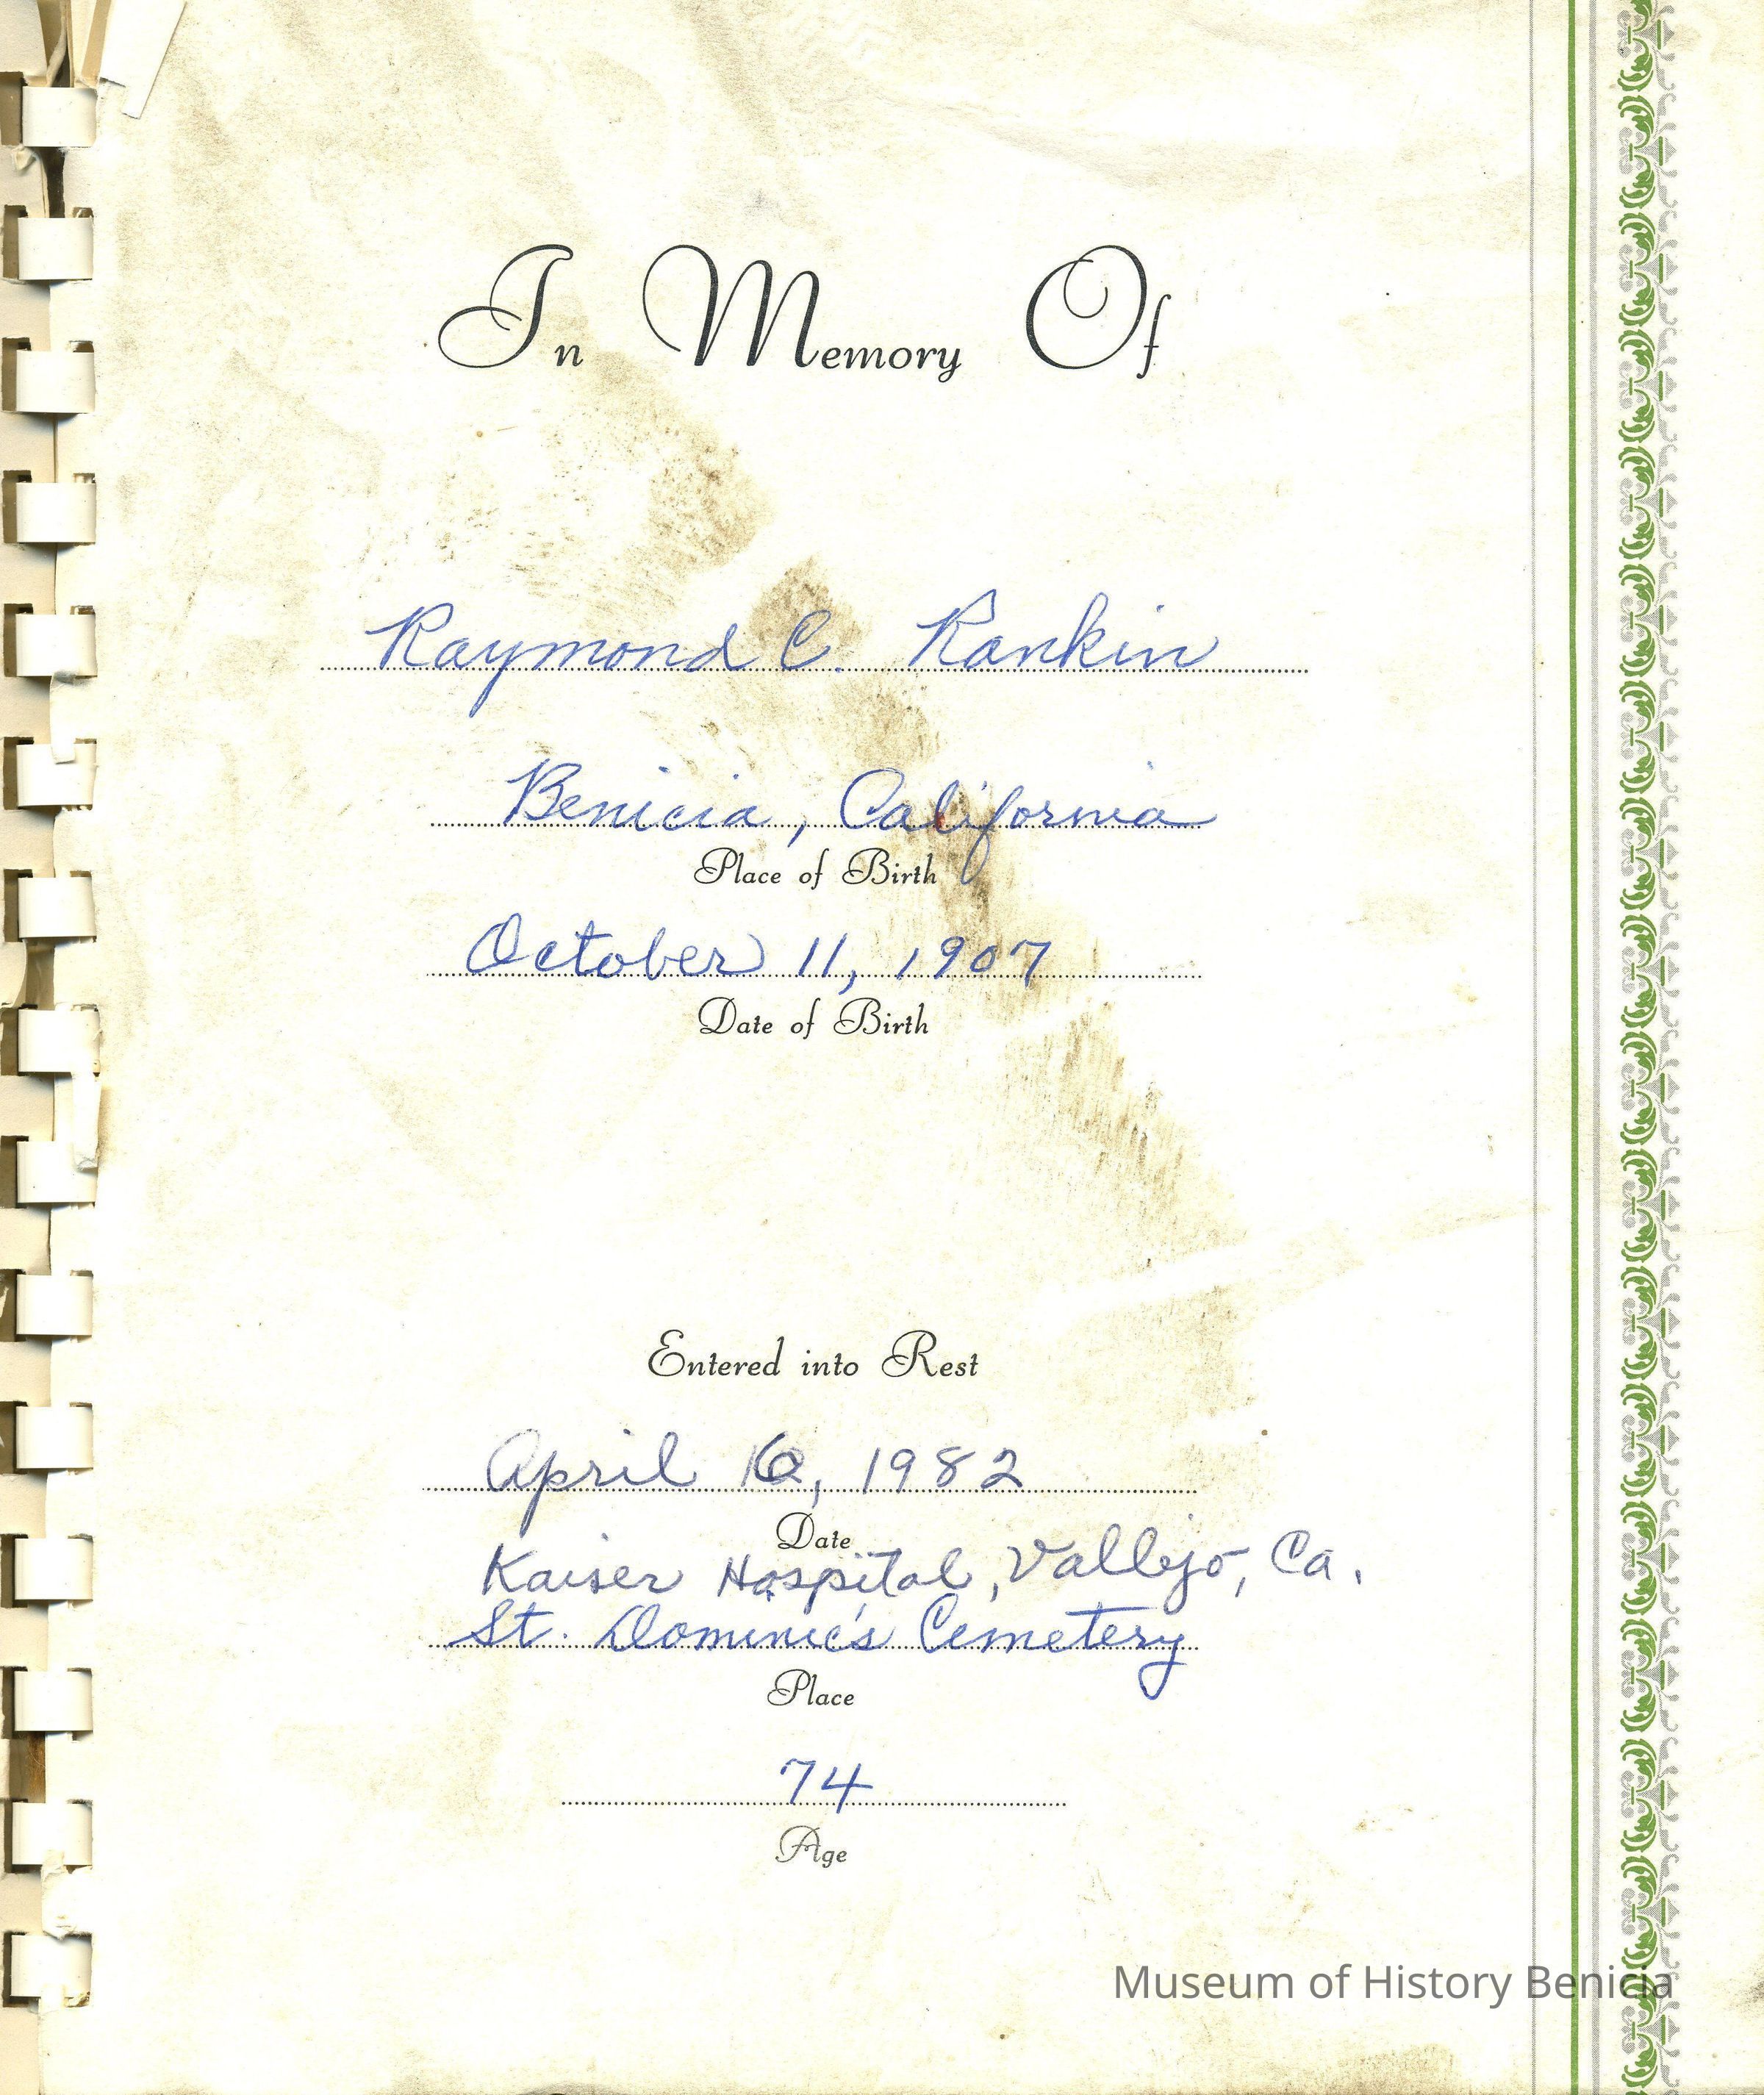 In Memory Of
Raymond C. Rankin
Benicia, California
Place of Birth
October 11, 1907
Date of Birth
Entered into Rest
April 16, 1982
Date
Kaiser Hospital, Vallejo, Ca.
St. Dominic's Cemetery
Place
74
Age
Museum of History Benicia